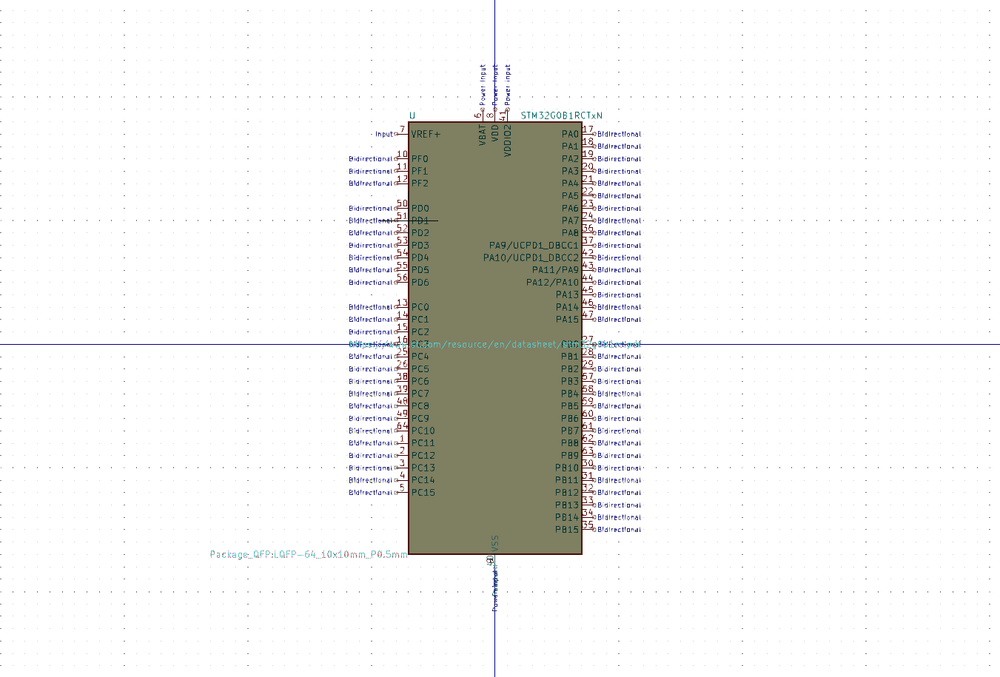 Power Input Power Input Power Input
U STM32G0B1RCTxN
6 8 41
VBAT VDD VDDIO2
Input 7 VREF+ PA0 17 Bidirectional
PA1 18 Bidirectional
Bidirectional 10 PF0 PA2 19 Bidirectional
Bidirectional 11 PF1 PA3 20 Bidirectional
Bidirectional 12 PF2 PA4 21 Bidirectional
PA5 22 Bidirectional
Bidirectional 50 PD0 PA6 23 Bidirectional
Bidirectional 51 PD1 PA7 24 Bidirectional
Bidirectional 52 PD2 PA8 36 Bidirectional
Bidirectional 53 PD3 PA9/UCPD1_DBCC1 37 Bidirectional
Bidirectional 54 PD4 PA10/UCPD1_DBCC2 42 Bidirectional
Bidirectional 55 PD5 PA11/PA9 43 Bidirectional
Bidirectional 56 PD6 PA12/PA10 44 Bidirectional
PA13 45 Bidirectional
Bidirectional 13 PC0 PA14 46 Bidirectional
Bidirectional 14 PC1 PA15 47 Bidirectional
Bidirectional 15 PC2
16 .com/resource/en/datasheet/ 27
Bidirectional 25 PC4 PB1 28 Bidirectional
Bidirectional 26 PC5 PB2 29 Bidirectional
Bidirectional 38 PC6 PB3 57 Bidirectional
Bidirectional 39 PC7 PB4 58 Bidirectional
Bidirectional 48 PC8 PB5 59 Bidirectional
Bidirectional 49 PC9 PB6 60 Bidirectional
Bidirectional 64 PC10 PB7 61 Bidirectional
Bidirectional 1 PC11 PB8 62 Bidirectional
Bidirectional 2 PC12 PB9 63 Bidirectional
Bidirectional 3 PC13 PB10 30 Bidirectional
Bidirectional 4 PC14 PB11 31 Bidirectional
Bidirectional 5 PC15 PB12 32 Bidirectional
PB13 33 Bidirectional
PB14 34 Bidirectional
PB15 35 Bidirectional
VSS
Package_QFP:LQFP-64_10x10mm_P0.5mm